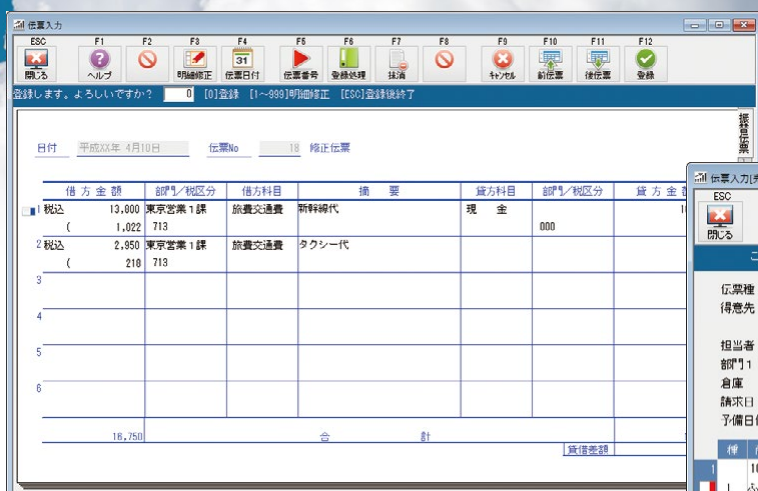 伝票入力
ESC F1 F2 F3 F4 F5 F6 F7 F8 F9 F10 F11 F12
31
閉じる ヘルプ 明細修正 伝票日付 伝票番号 登録処理 抹消 キャンセル 前伝票 後伝票 登録
登録します。よろしいですか? 0 [0]登録 [1~999]明細修正 [ESC]登録後終了
振替伝票
日付 平成XX年 4月10日 伝票No 18 修正伝票
借方金額 部門/税区分 借方科目 摘要 貸方科目 部門/税区分 貸方金
1 税込 13,800 東京営業1課 旅費交通費 新幹線代 現金
( 1,022 713 000
2 税込 2,950 東京営業1課 旅費交通費 タクシー代
( 218 713
3
4
5
6
16,750 合計
貸借差額
伝票入力
ESC
閉じる
伝票種
得意先
担当者
部門1
倉庫
請求日
予備日
種
1